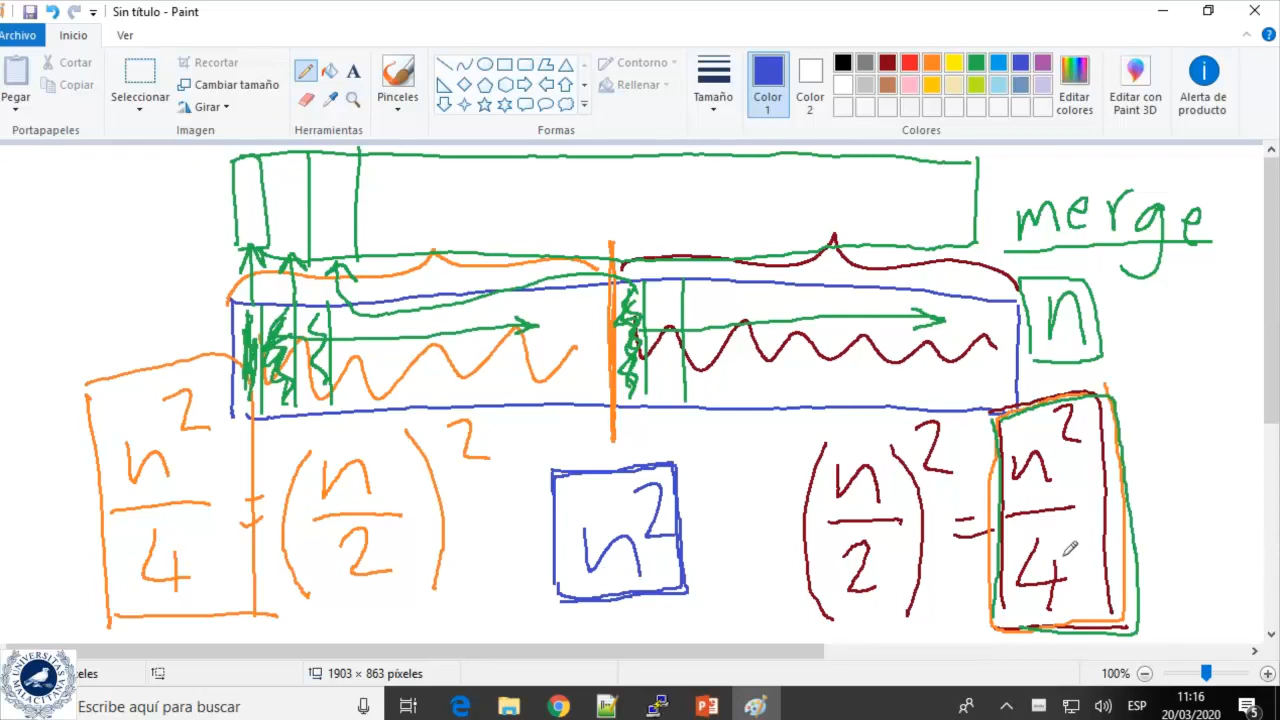 Sin título - Paint
Archivo Inicio Ver
Pegar
Cortar
Copiar
Portapapeles
Seleccionar
Recortar
Cambiar tamaño
Girar
Imagen
A
Herramientas
Pinceles
Contorno
Rellenar
Formas
Tamaño
Color 1
Color 2
Editar colores
Colores
Editar con Paint 3D
Alerta de producto
merge
n
n²/4 = (n/2)²
n²
(n/2)² = n²/4
1903 × 863 píxeles
100%
Escribe aquí para buscar
ESP
11:16
20/03/2020
5